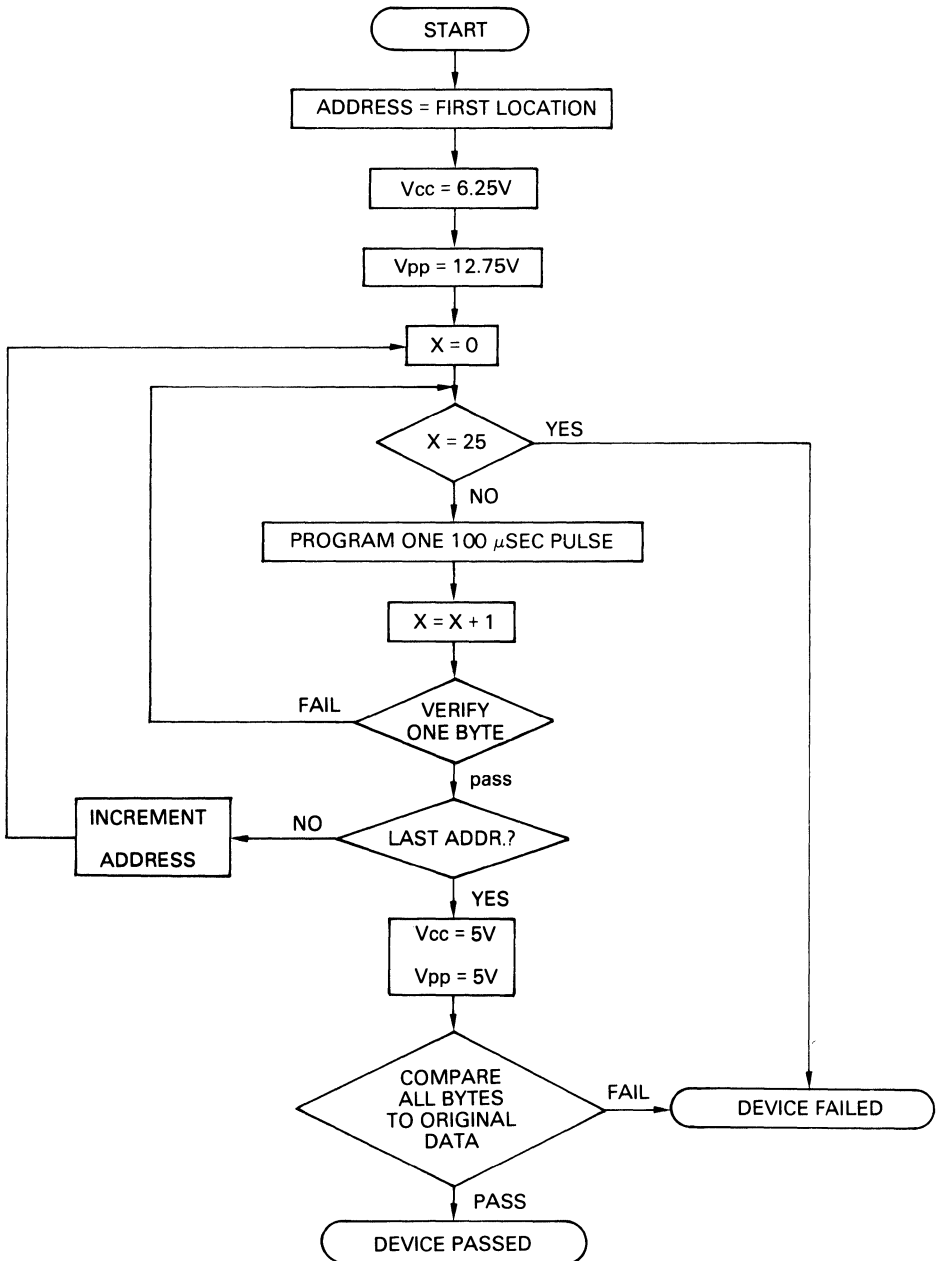 START
ADDRESS = FIRST LOCATION
Vcc = 6.25V
Vpp = 12.75V
X = 0
X = 25
YES
NO
PROGRAM ONE 100 μSEC PULSE
X = X + 1
FAIL
VERIFY
ONE BYTE
pass
INCREMENT
ADDRESS
NO
LAST ADDR.?
YES
Vcc = 5V
Vpp = 5V
COMPARE
ALL BYTES
TO ORIGINAL
DATA
FAIL
DEVICE FAILED
PASS
DEVICE PASSED